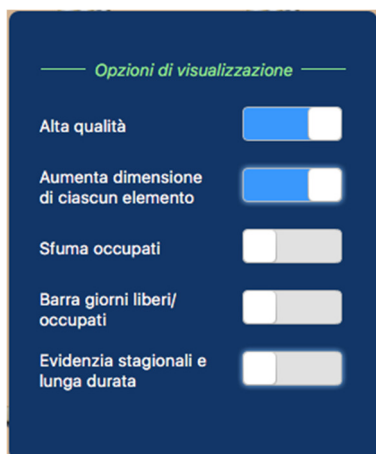 Opzioni di visualizzazione
Alta qualità
Aumenta dimensione
di ciascun elemento
Sfuma occupati
Barra giorni liberi/
occupati
Evidenzia stagionali e
lunga durata